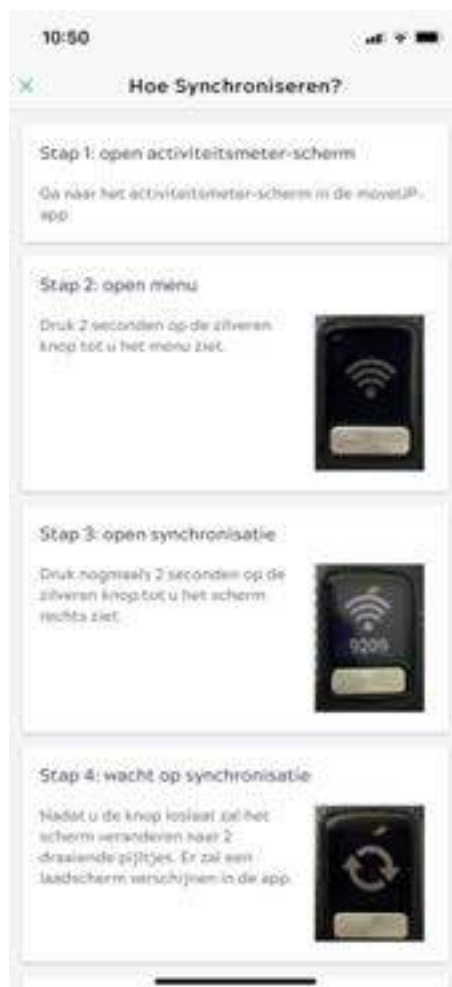 10:50
Hoe Synchroniseren?
Stap 1: open activiteitsmeter-scherm
Ga naar het activiteitsmeter-scherm in de moveUP-
app.
Stap 2: open menu
Druk 2 seconden op de zilveren
knop tot u het menu ziet.
Stap 3: open synchronisatie
Druk nogmaals 2 seconden op de
zilveren knop tot u het scherm
rechts ziet.
9209
Stap 4: wacht op synchronisatie
Nadat u de knop loslaat zal het
scherm veranderen naar 2
draaiende pijltjes. Er zal een
laadscherm verschijnen in de app.